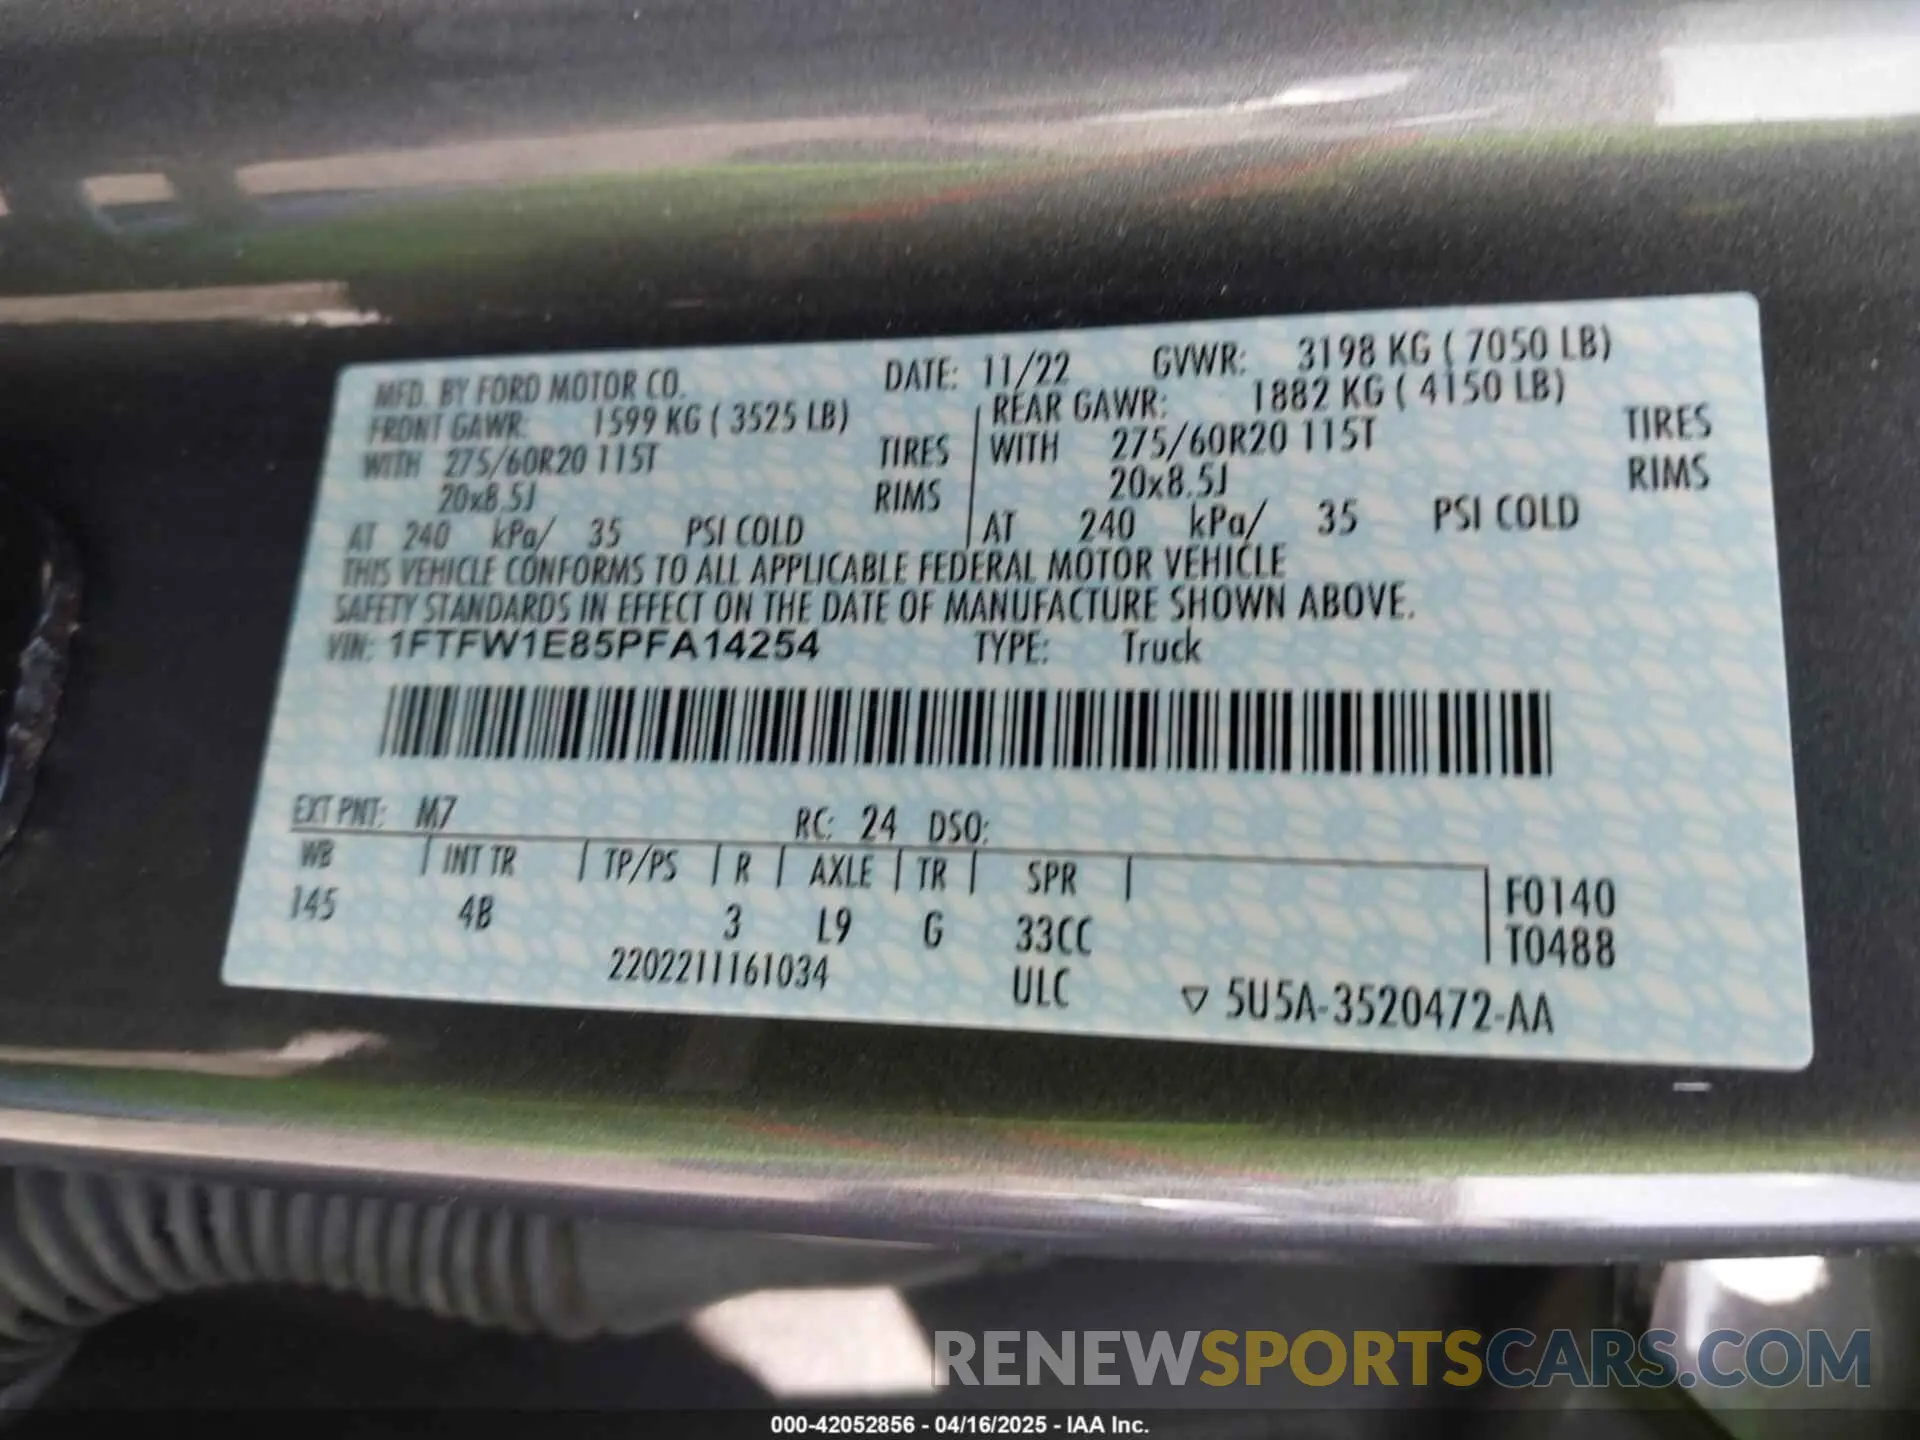 MFD. BY FORD MOTOR CO. DATE: 11/22 GVWR: 3198 KG ( 7050 LB)
FRONT GAWR: 1599 KG ( 3525 LB) REAR GAWR: 1882 KG ( 4150 LB)
WITH 275/60R20 115T TIRES WITH 275/60R20 115T TIRES
20x8.5J RIMS 20x8.5J RIMS
AT 240 kPa/ 35 PSI COLD AT 240 kPa/ 35 PSI COLD
THIS VEHICLE CONFORMS TO ALL APPLICABLE FEDERAL MOTOR VEHICLE
SAFETY STANDARDS IN EFFECT ON THE DATE OF MANUFACTURE SHOWN ABOVE.
VIN: 1FTFW1E85PFA14254 TYPE: Truck
EXT PNT: M7 RC: 24 DSO:
WB INT TR TP/PS R AXLE TR SPR F0140
145 4B 3 L9 G 33CC T0488
2202211161034 ULC ▽ 5U5A-3520472-AA
RENEWSPORTSCARS.COM
000-42052856 - 04/16/2025 - IAA Inc.